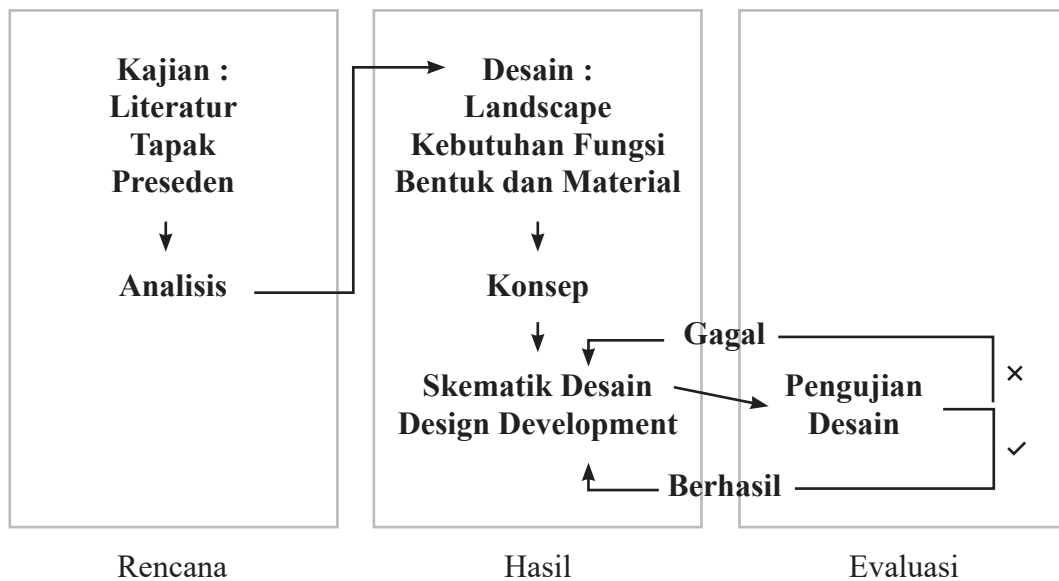 Kajian :
Literatur
Tapak
Preseden
Analisis
Desain :
Landscape
Kebutuhan Fungsi
Bentuk dan Material
Konsep
Skematik Desain
Design Development
Gagal
Pengujian
Desain
Berhasil
Rencana
Hasil
Evaluasi